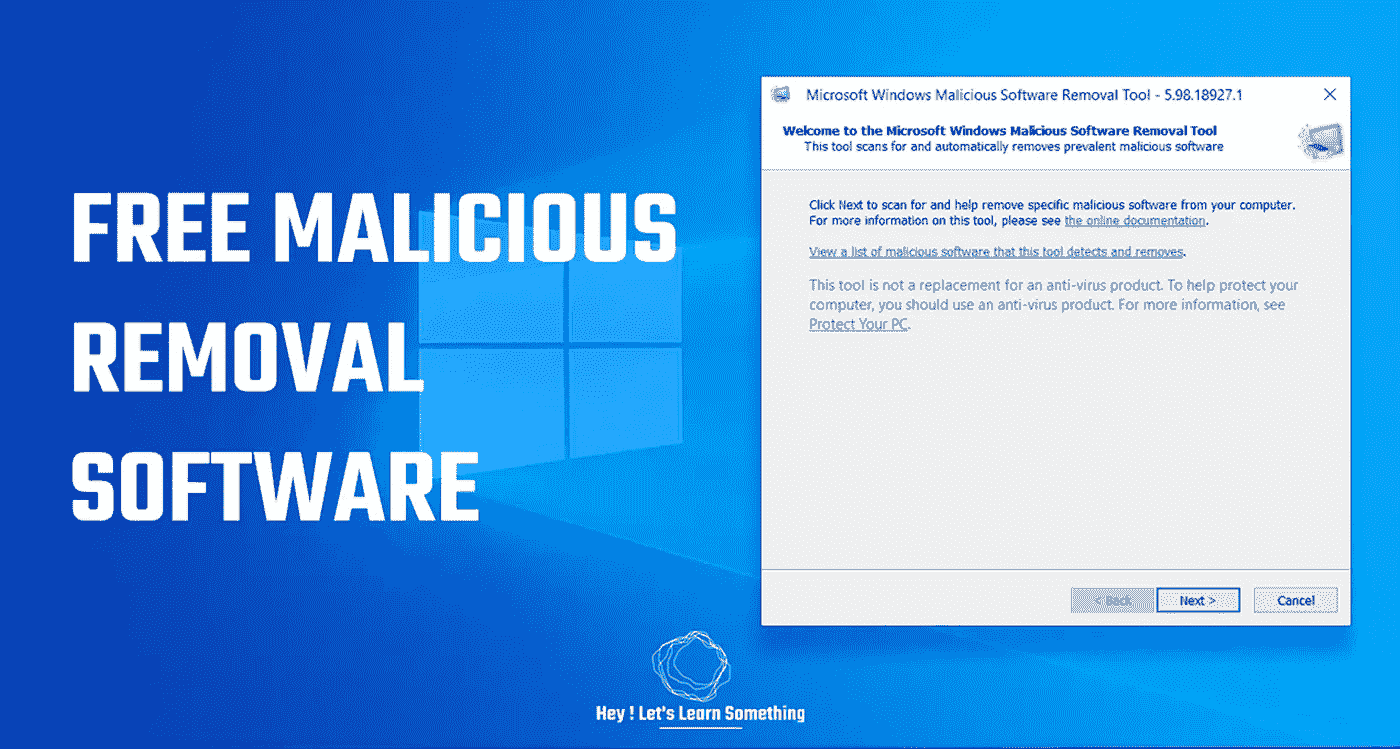 FREE MALICIOUS
REMOVAL
SOFTWARE
Microsoft Windows Malicious Software Removal Tool - 5.98.18927.1
Welcome to the Microsoft Windows Malicious Software Removal Tool
This tool scans for and automatically removes prevalent malicious software
Click Next to scan for and help remove specific malicious software from your computer.
For more information on this tool, please see the online documentation.
View a list of malicious software that this tool detects and removes.
This tool is not a replacement for an anti-virus product. To help protect your
computer, you should use an anti-virus product. For more information, see
Protect Your PC.
< Back
Next >
Cancel
Hey ! Let's Learn Something